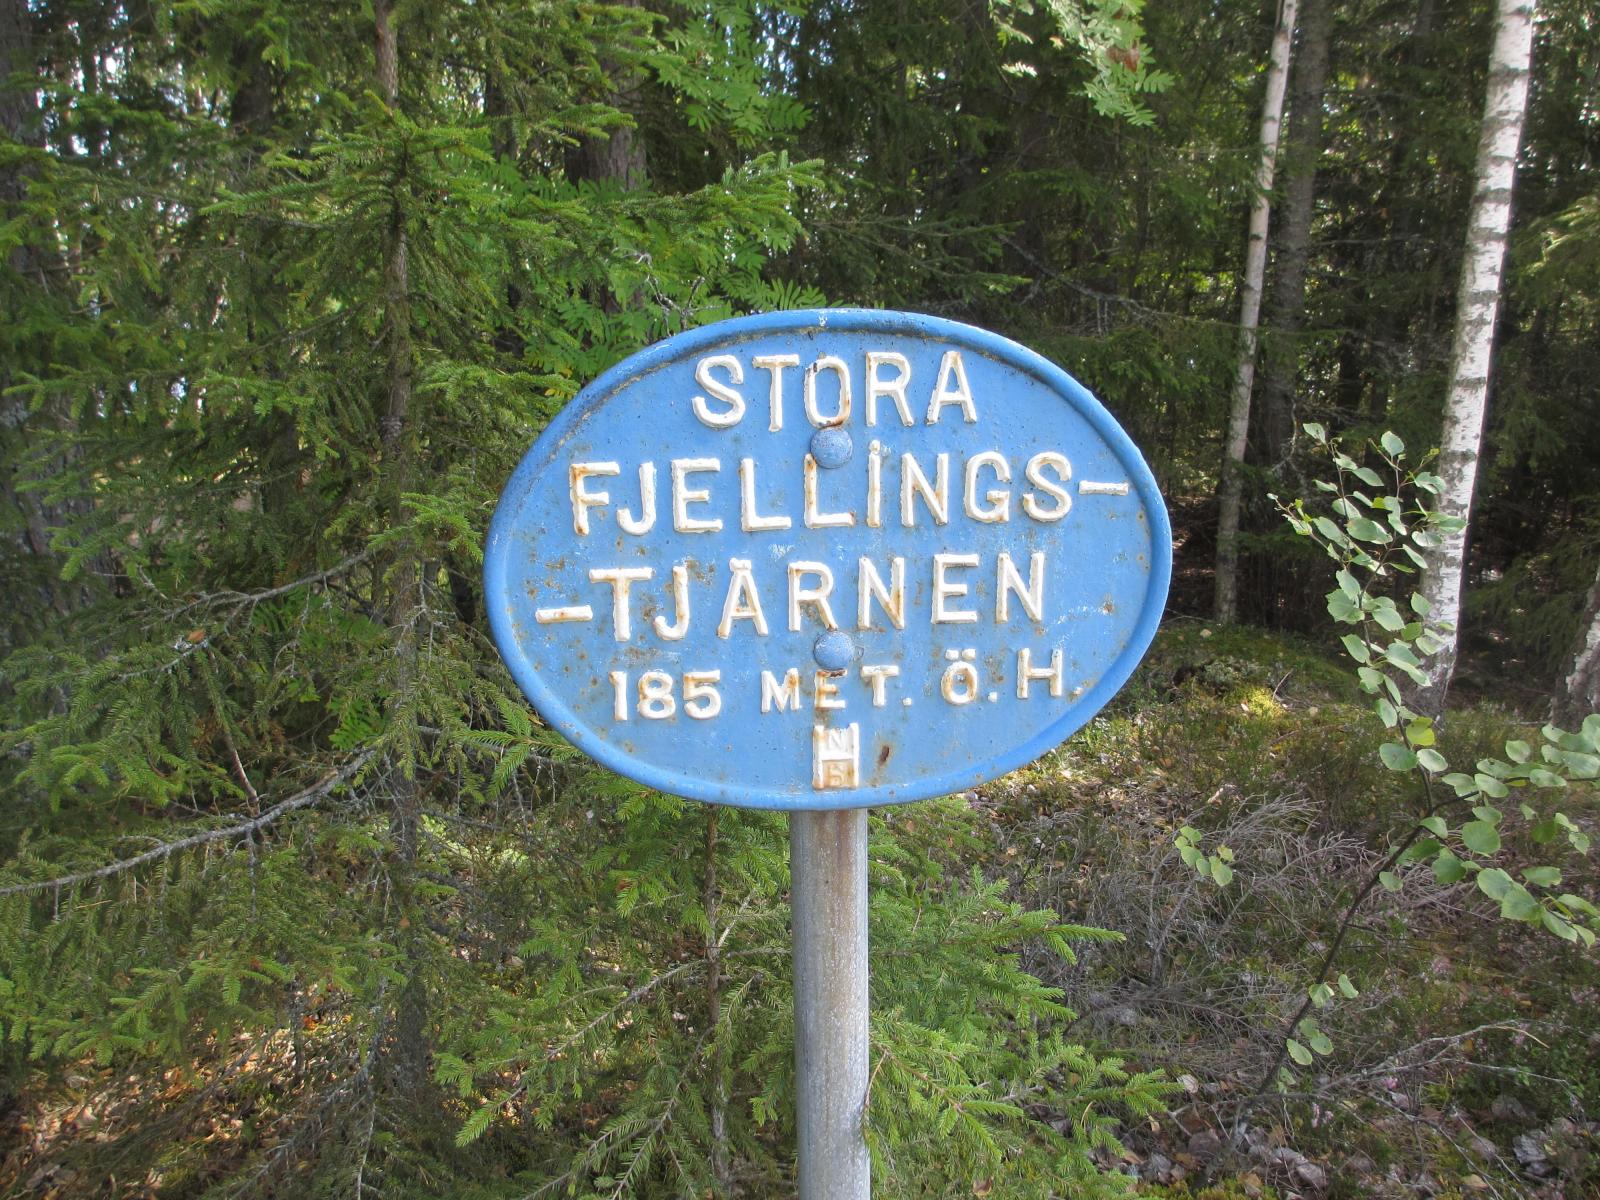 STORA
FJELLINGS-
-TJÄRNEN
185 MET. Ö. H.
N
B